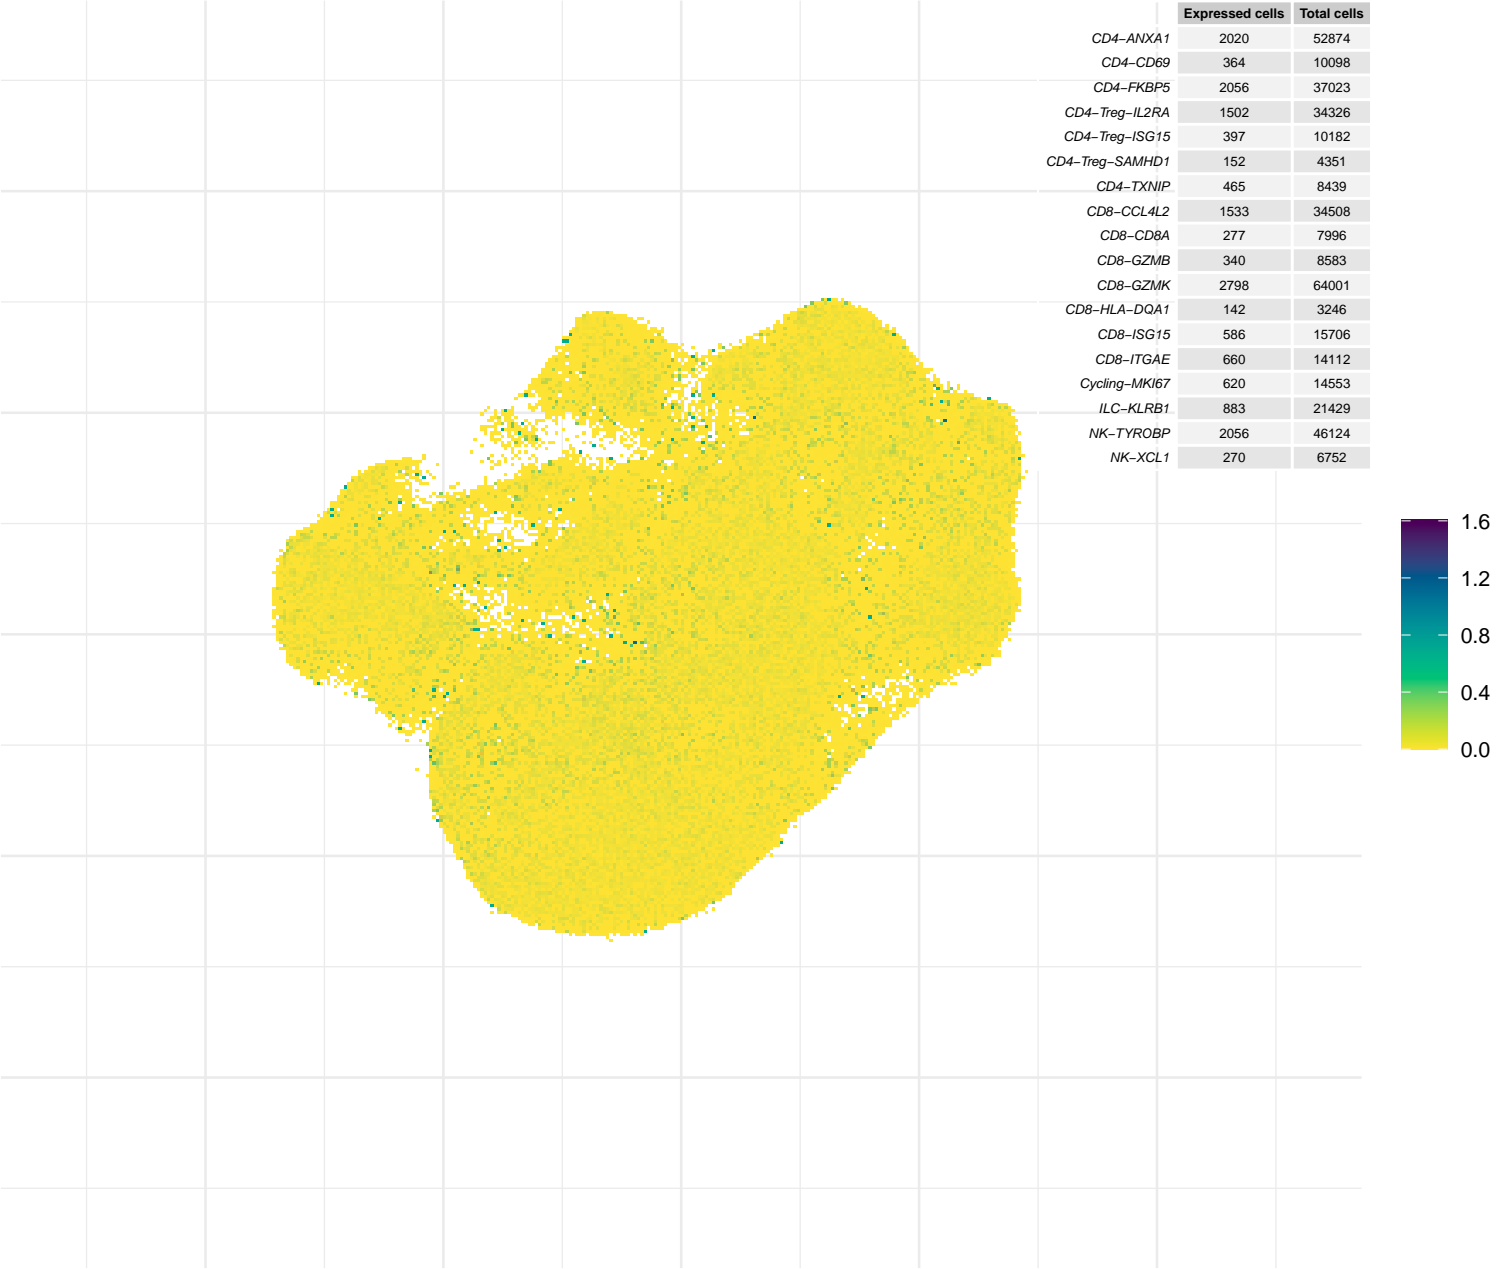 Expressed cells Total cells
CD4−ANXA1 2020 52874
CD4−CD69 364 10098
CD4−FKBP5 2056 37023
CD4−Treg−IL2RA 1502 34326
CD4−Treg−ISG15 397 10182
CD4−Treg−SAMHD1 152 4351
CD4−TXNIP 465 8439
CD8−CCL4L2 1533 34508
CD8−CD8A 277 7996
CD8−GZMB 340 8583
CD8−GZMK 2798 64001
CD8−HLA−DQA1 142 3246
CD8−ISG15 586 15706
CD8−ITGAE 660 14112
Cycling−MKI67 620 14553
ILC−KLRB1 883 21429
NK−TYROBP 2056 46124
NK−XCL1 270 6752
1.6
1.2
0.8
0.4
0.0